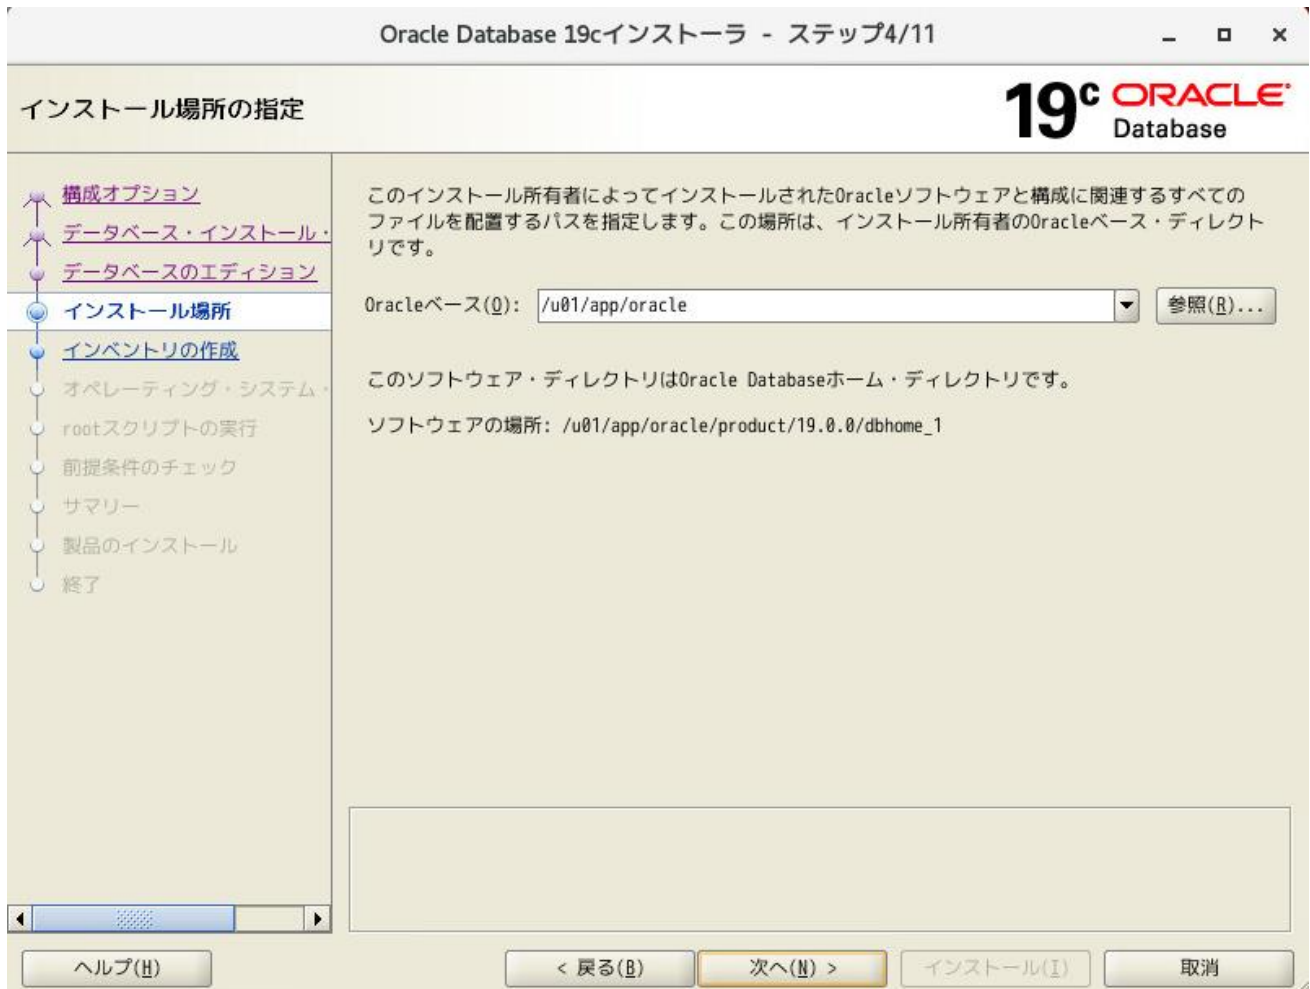 Oracle Database 19cインストーラ - ステップ4/11
インストール場所の指定
19c ORACLE
Database
構成オプション
データベース・インストール・
データベースのエディション
インストール場所
インベントリの作成
オペレーティング・システム・
rootスクリプトの実行
前提条件のチェック
サマリー
製品のインストール
終了
このインストール所有者によってインストールされたOracleソフトウェアと構成に関連するすべての
ファイルを配置するパスを指定します。この場所は、インストール所有者のOracleベース・ディレクト
リです。
Oracleベース(O): /u01/app/oracle 参照(R)...
このソフトウェア・ディレクトリはOracle Databaseホーム・ディレクトリです。
ソフトウェアの場所: /u01/app/oracle/product/19.0.0/dbhome_1
ヘルプ(H) < 戻る(B) 次へ(N) > インストール(I) 取消